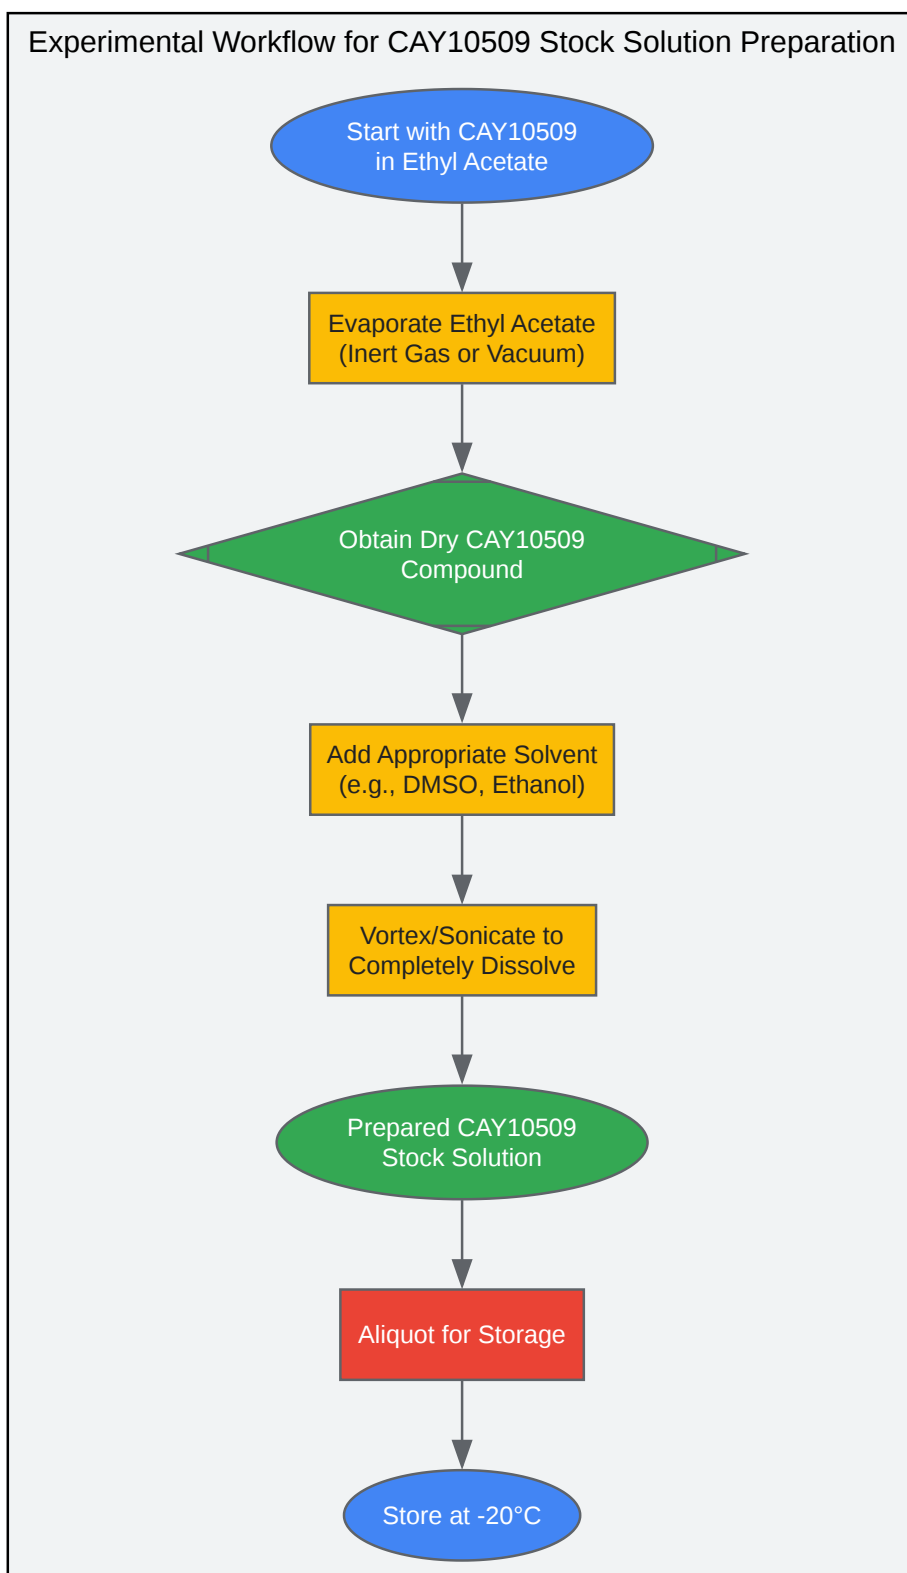 Experimental Workflow for CAY10509 Stock Solution Preparation
Start with CAY10509
in Ethyl Acetate
Evaporate Ethyl Acetate
(Inert Gas or Vacuum)
Obtain Dry CAY10509
Compound
Add Appropriate Solvent
(e.g., DMSO, Ethanol)
Vortex/Sonicate to
Completely Dissolve
Prepared CAY10509
Stock Solution
Aliquot for Storage
Store at -20°C